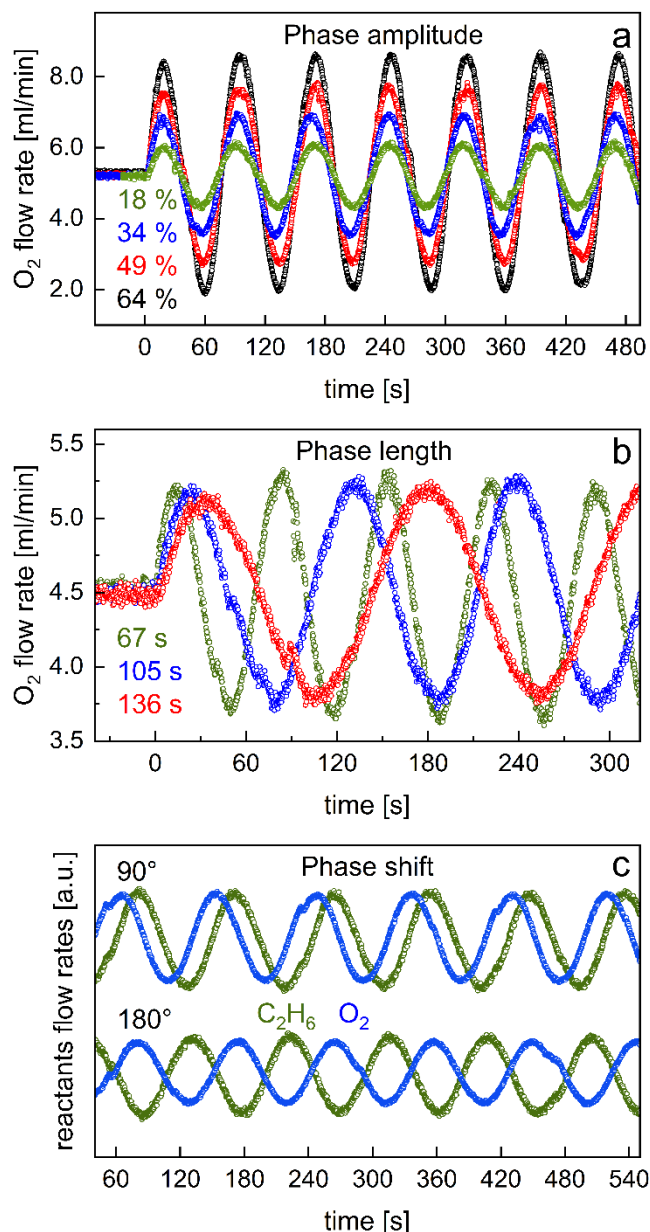 Phase amplitude
a
O₂ flow rate [ml/min]
8.0
6.0
4.0
2.0
18 %
34 %
49 %
64 %
0 60 120 180 240 300 360 420 480
time [s]
Phase length
b
O₂ flow rate [ml/min]
5.5
5.0
4.5
4.0
3.5
67 s
105 s
136 s
0 60 120 180 240 300
time [s]
Phase shift
c
reactants flow rates [a.u.]
90°
180°
C₂H₆ O₂
60 120 180 240 300 360 420 480 540
time [s]